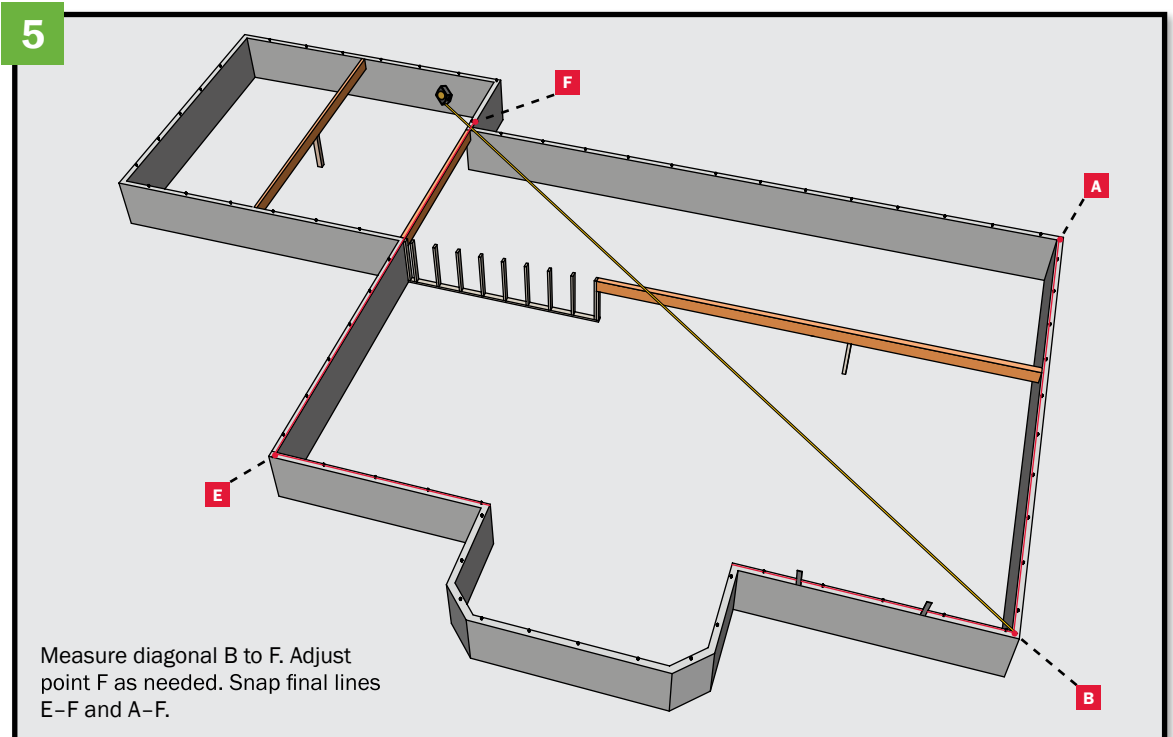 5
F
A
E
B
Measure diagonal B to F. Adjust
point F as needed. Snap final lines
E–F and A–F.